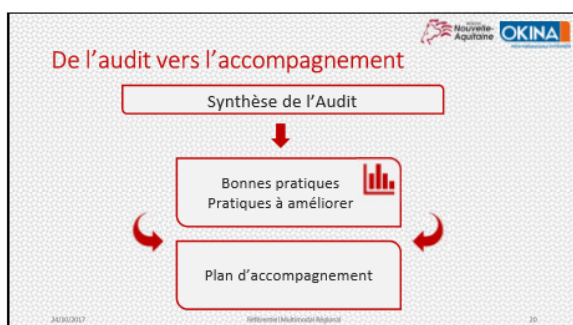 Nouvelle-
Aquitaine
OKINA
De l'audit vers l'accompagnement
Synthèse de l'Audit
Bonnes pratiques
Pratiques à améliorer
Plan d'accompagnement
24/10/2017
Référentiel Multimodal Régional
20